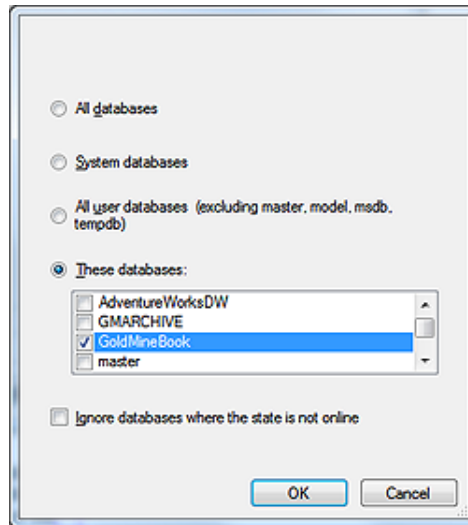 All databases
System databases
All user databases (excluding master, model, msdb,
tempdb)
These databases:
AdventureWorksDW
GMARCHIVE
GoldMineBook
master
Ignore databases where the state is not online
OK
Cancel